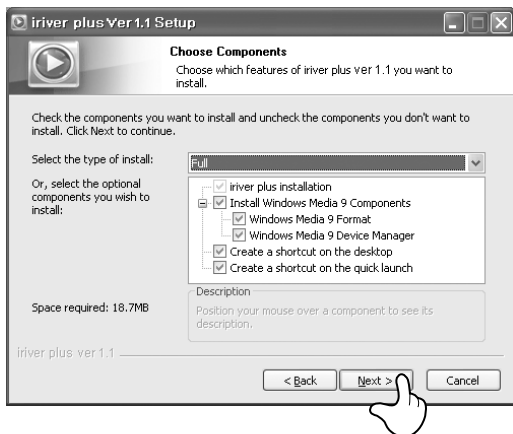 iriver plus Ver 1.1 Setup
Choose Components
Choose which features of iriver plus ver 1.1 you want to
install.
Check the components you want to install and uncheck the components you don't want to
install. Click Next to continue.
Select the type of install:
Full
Or, select the optional
components you wish to
install:
iriver plus installation
Install Windows Media 9 Components
Windows Media 9 Format
Windows Media 9 Device Manager
Create a shortcut on the desktop
Create a shortcut on the quick launch
Space required: 18.7MB
Description
Position your mouse over a component to see its
description.
iriver plus ver 1.1
< Back
Next >
Cancel